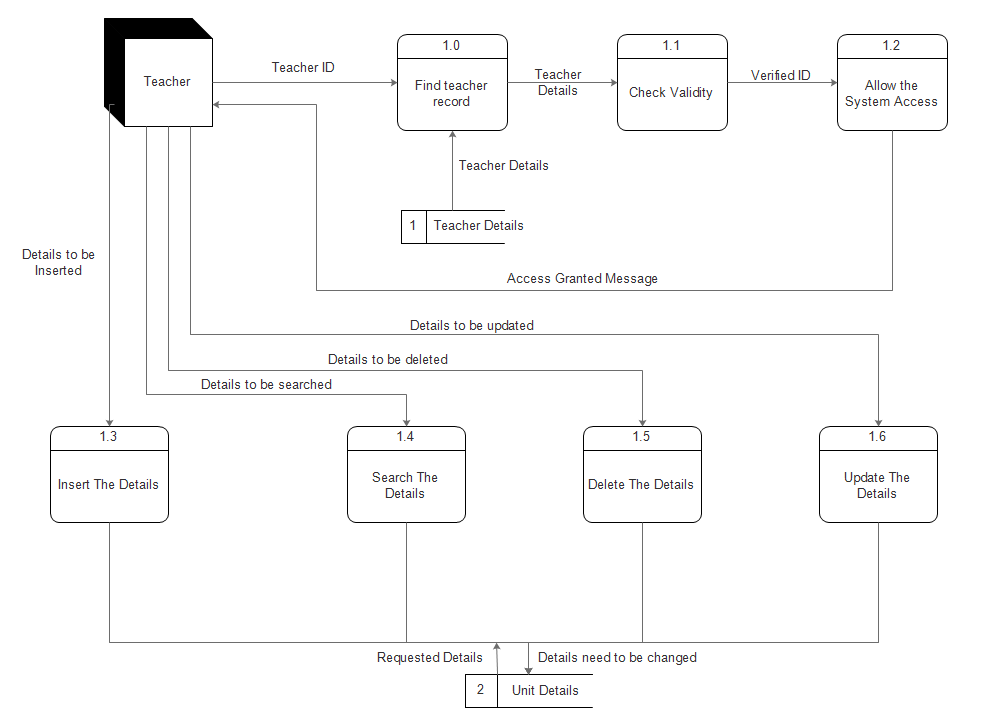 Teacher
Teacher ID
1.0
Find teacher
record
Teacher
Details
1.1
Check Validity
Verified ID
1.2
Allow the
System Access
Teacher Details
1
Teacher Details
Details to be
Inserted
Access Granted Message
Details to be updated
Details to be deleted
Details to be searched
1.3
Insert The Details
1.4
Search The
Details
1.5
Delete The Details
1.6
Update The
Details
Requested Details
Details need to be changed
2
Unit Details